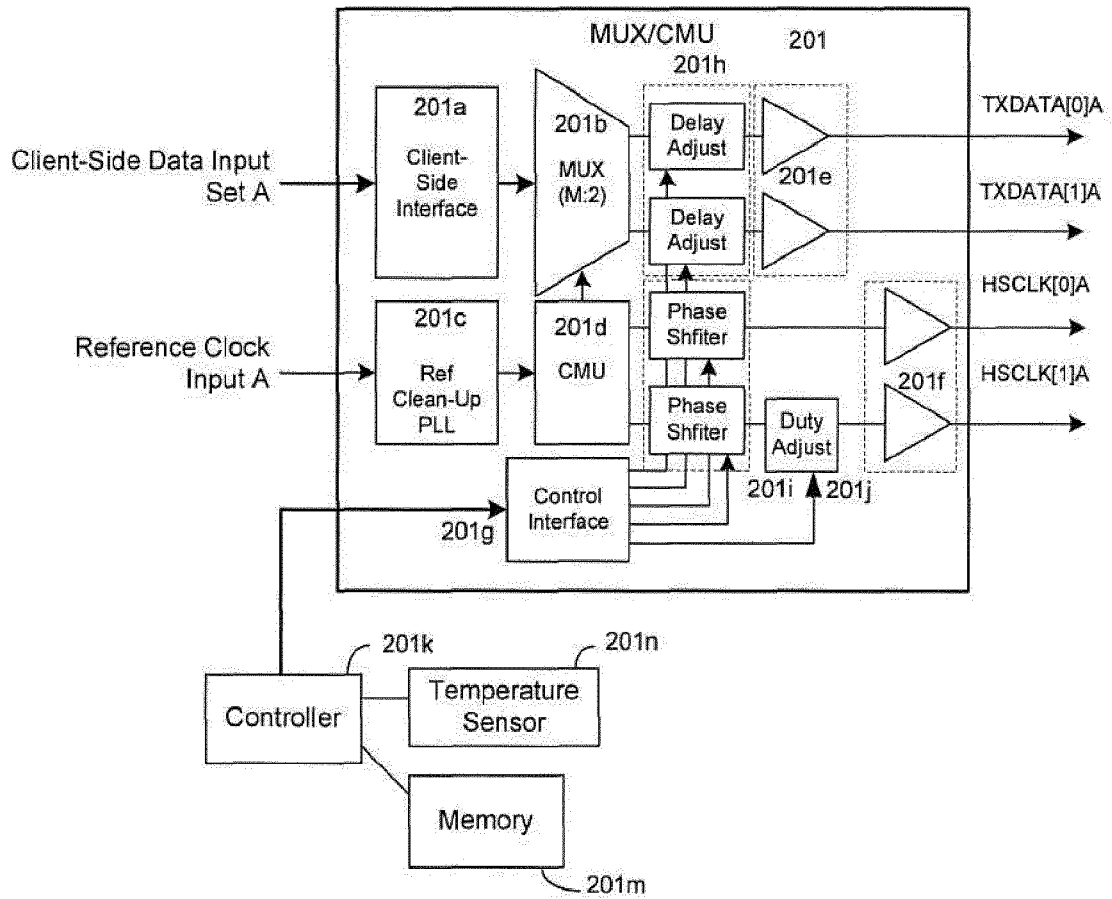 MUX/CMU
201
201h
201a
Client-
Side
Interface
201b
MUX
(M:2)
Delay
Adjust
201e
TXDATA[0]A
Client-Side Data Input
Set A
Delay
Adjust
TXDATA[1]A
201c
Ref
Clean-Up
PLL
201d
CMU
Phase
Shfiter
HSCLK[0]A
Reference Clock
Input A
Phase
Shfiter
Duty
Adjust
201f
HSCLK[1]A
201g
Control
Interface
201i
201j
201k
Controller
201n
Temperature
Sensor
Memory
201m